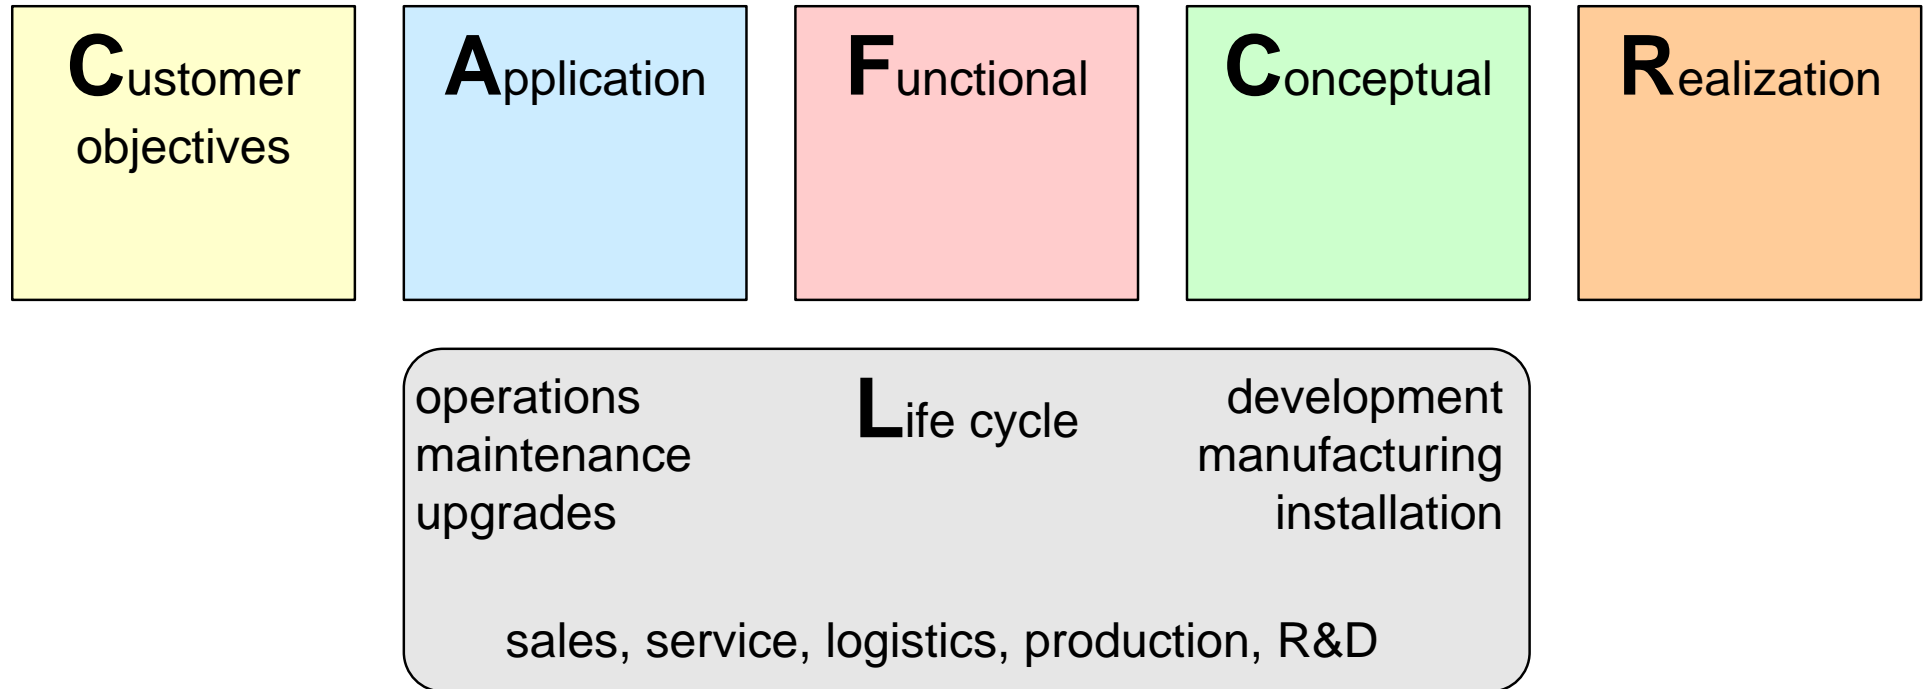 Customer
objectives
Application
Functional
Conceptual
Realization
operations
maintenance
upgrades
Life cycle
development
manufacturing
installation
sales, service, logistics, production, R&D